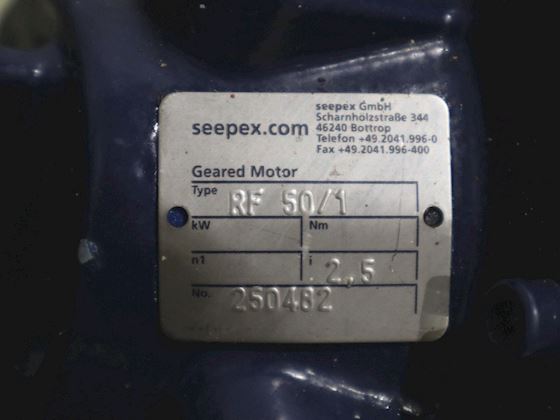 seepex.com
seepex GmbH
Scharnhölzstraße 344
46240 Bottrop
Telefon +49.2041.996-0
Fax +49.2041.996-400
Geared Motor
Type RF 50/1
kW Nm
n1 i 2,5
No. 250482